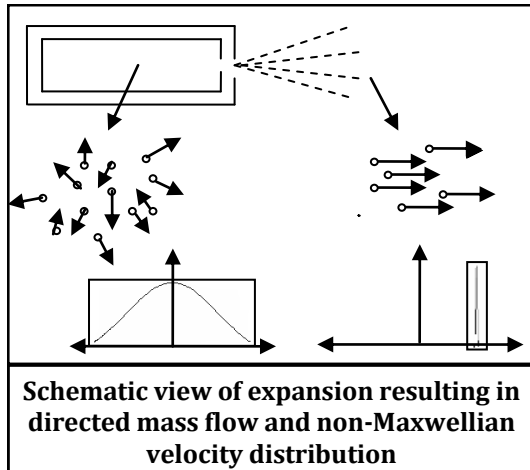 Schematic view of expansion resulting in
directed mass flow and non-Maxwellian
velocity distribution